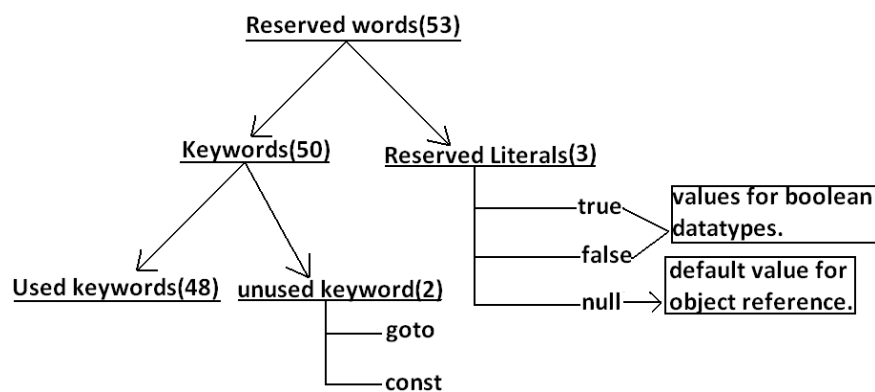 Reserved words(53)
Keywords(50)
Reserved Literals(3)
true
values for boolean
datatypes.
false
Used keywords(48)
unused keyword(2)
null
default value for
object reference.
goto
const